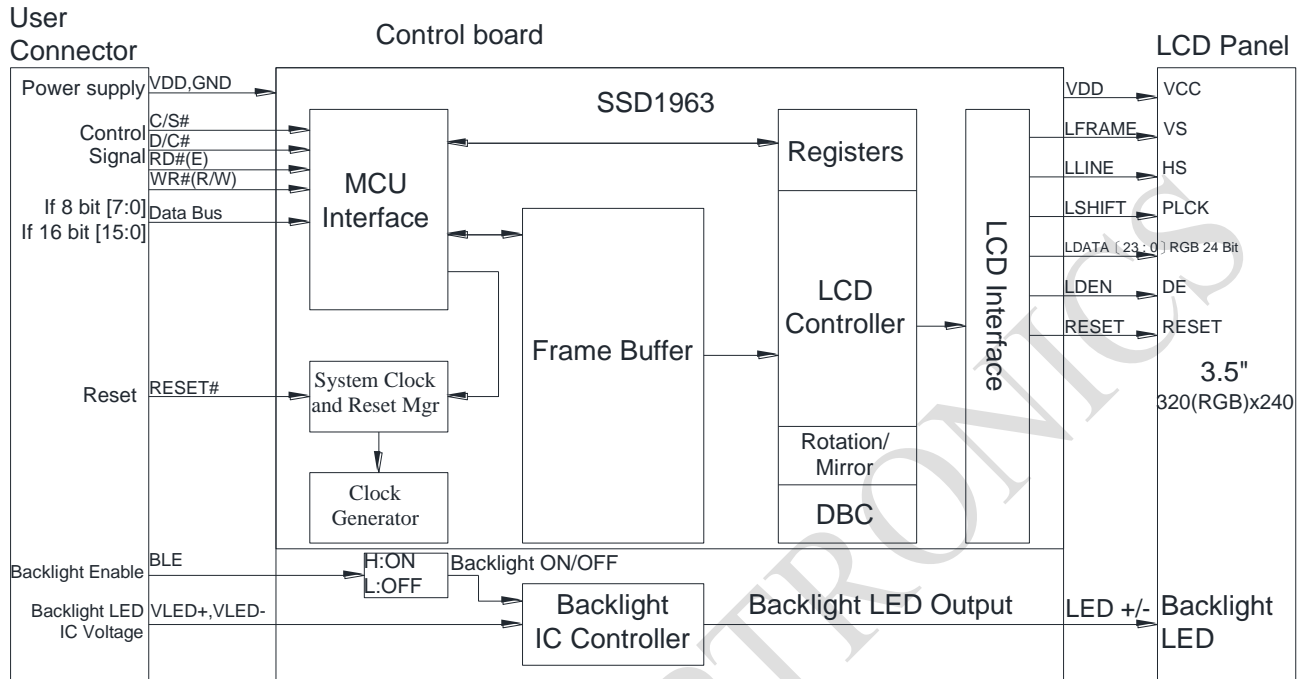 User
Connector
Control board
LCD Panel
Power supply
VDD,GND
SSD1963
VDD
VCC
Control
Signal
C/S#
D/C#
RD#(E)
WR#(R/W)
MCU
Interface
Registers
LCD Interface
LFRAME
VS
LLINE
HS
If 8 bit [7:0]
If 16 bit [15:0]
Data Bus
LSHIFT
PLCK
LDATA [23:0]
RGB 24 Bit
LDEN
DE
RESET
RESET
Frame Buffer
LCD
Controller
3.5"
320(RGB)x240
Reset
RESET#
System Clock
and Reset Mgr
Rotation/
Mirror
Clock
Generator
DBC
Backlight Enable
BLE
H:ON
L:OFF
Backlight ON/OFF
Backlight LED
IC Voltage
VLED+,VLED-
Backlight
IC Controller
Backlight LED Output
LED +/-
Backlight
LED